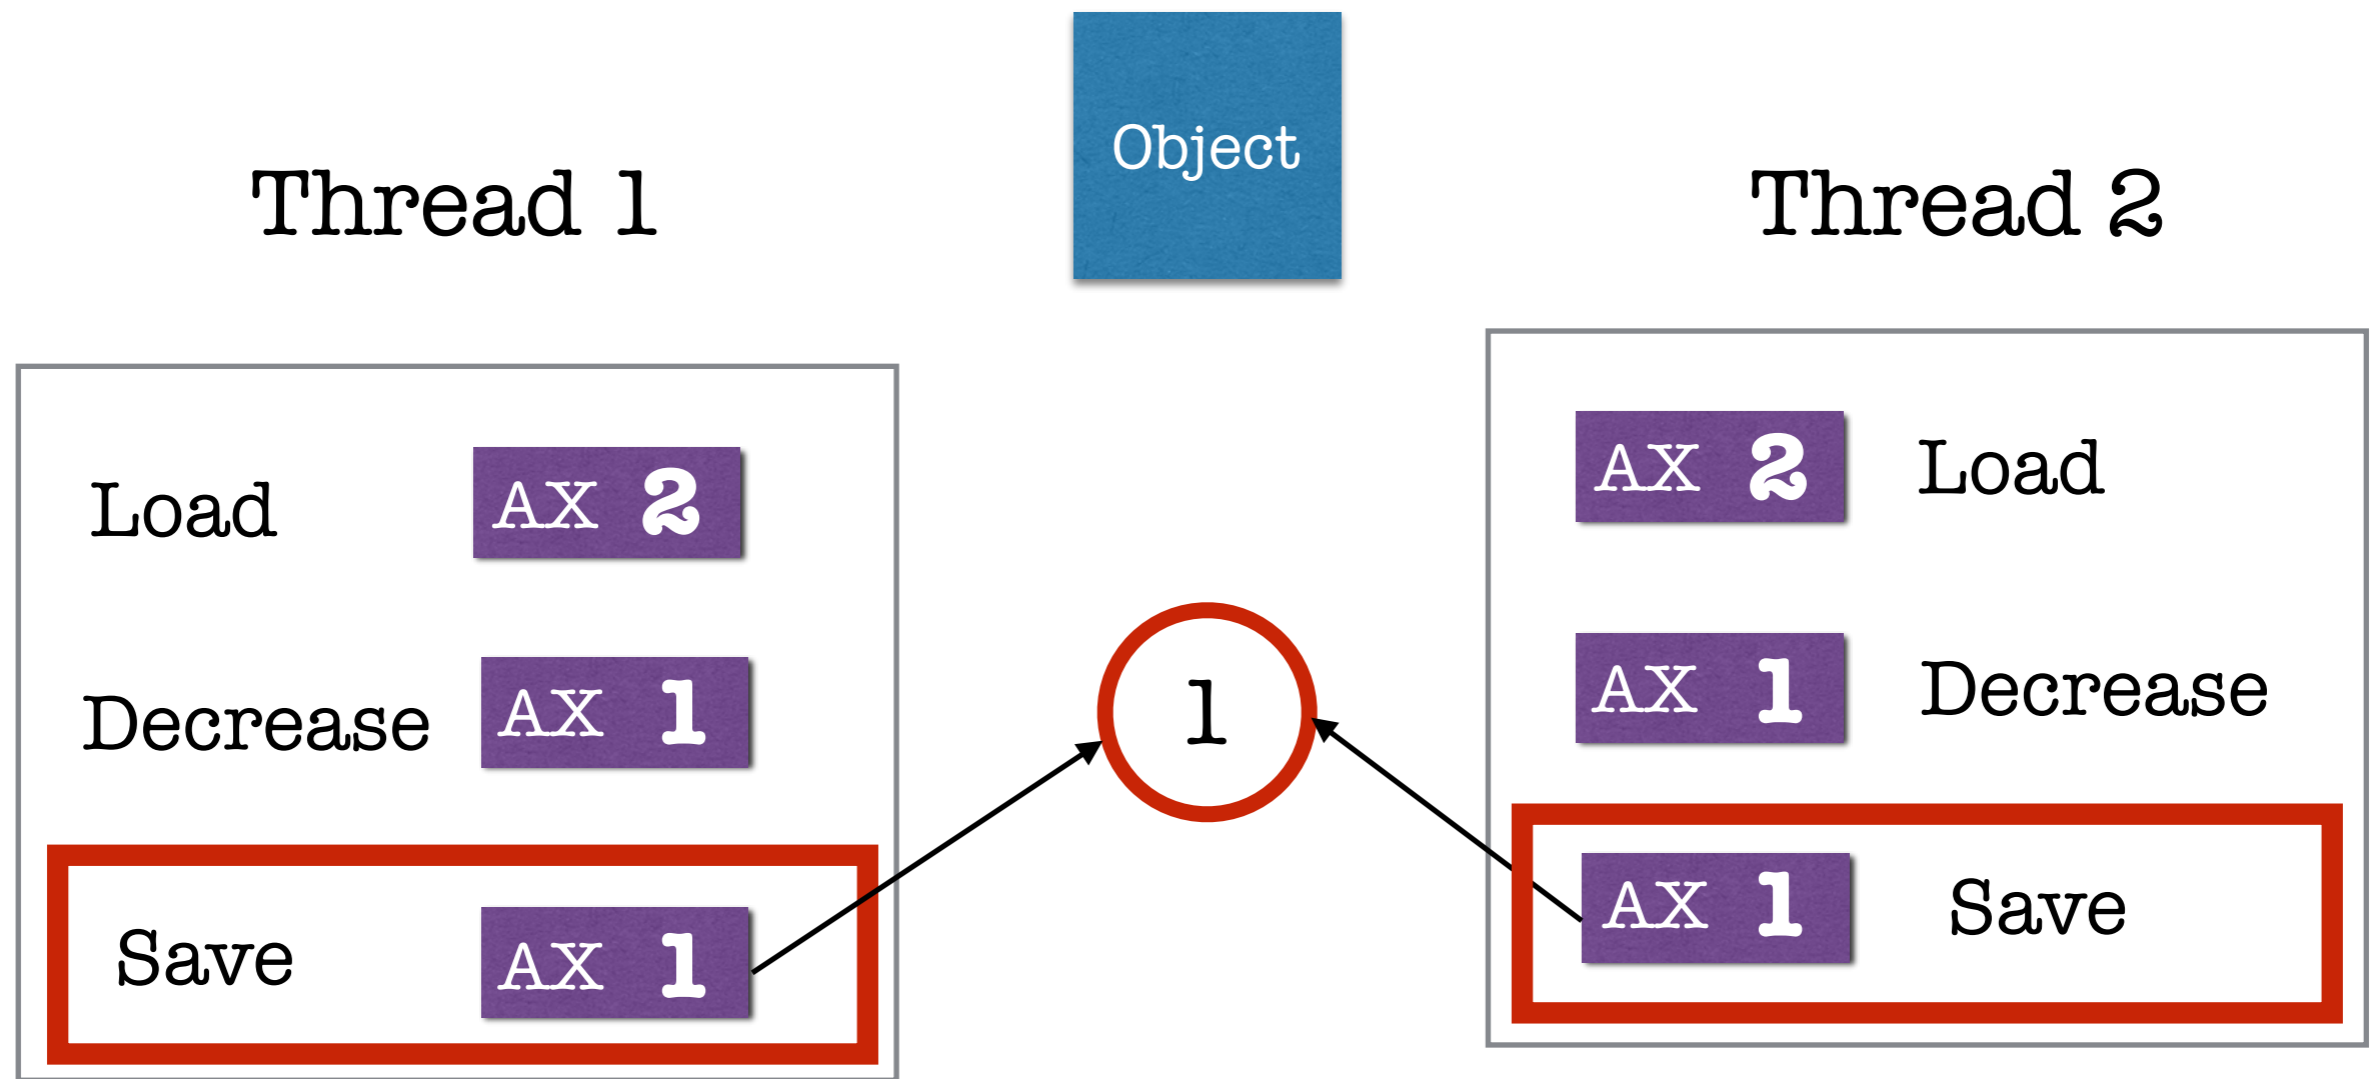 Object
Thread 1
Thread 2
Load AX 2
Decrease AX 1
Save AX 1
1
AX 2 Load
AX 1 Decrease
AX 1 Save